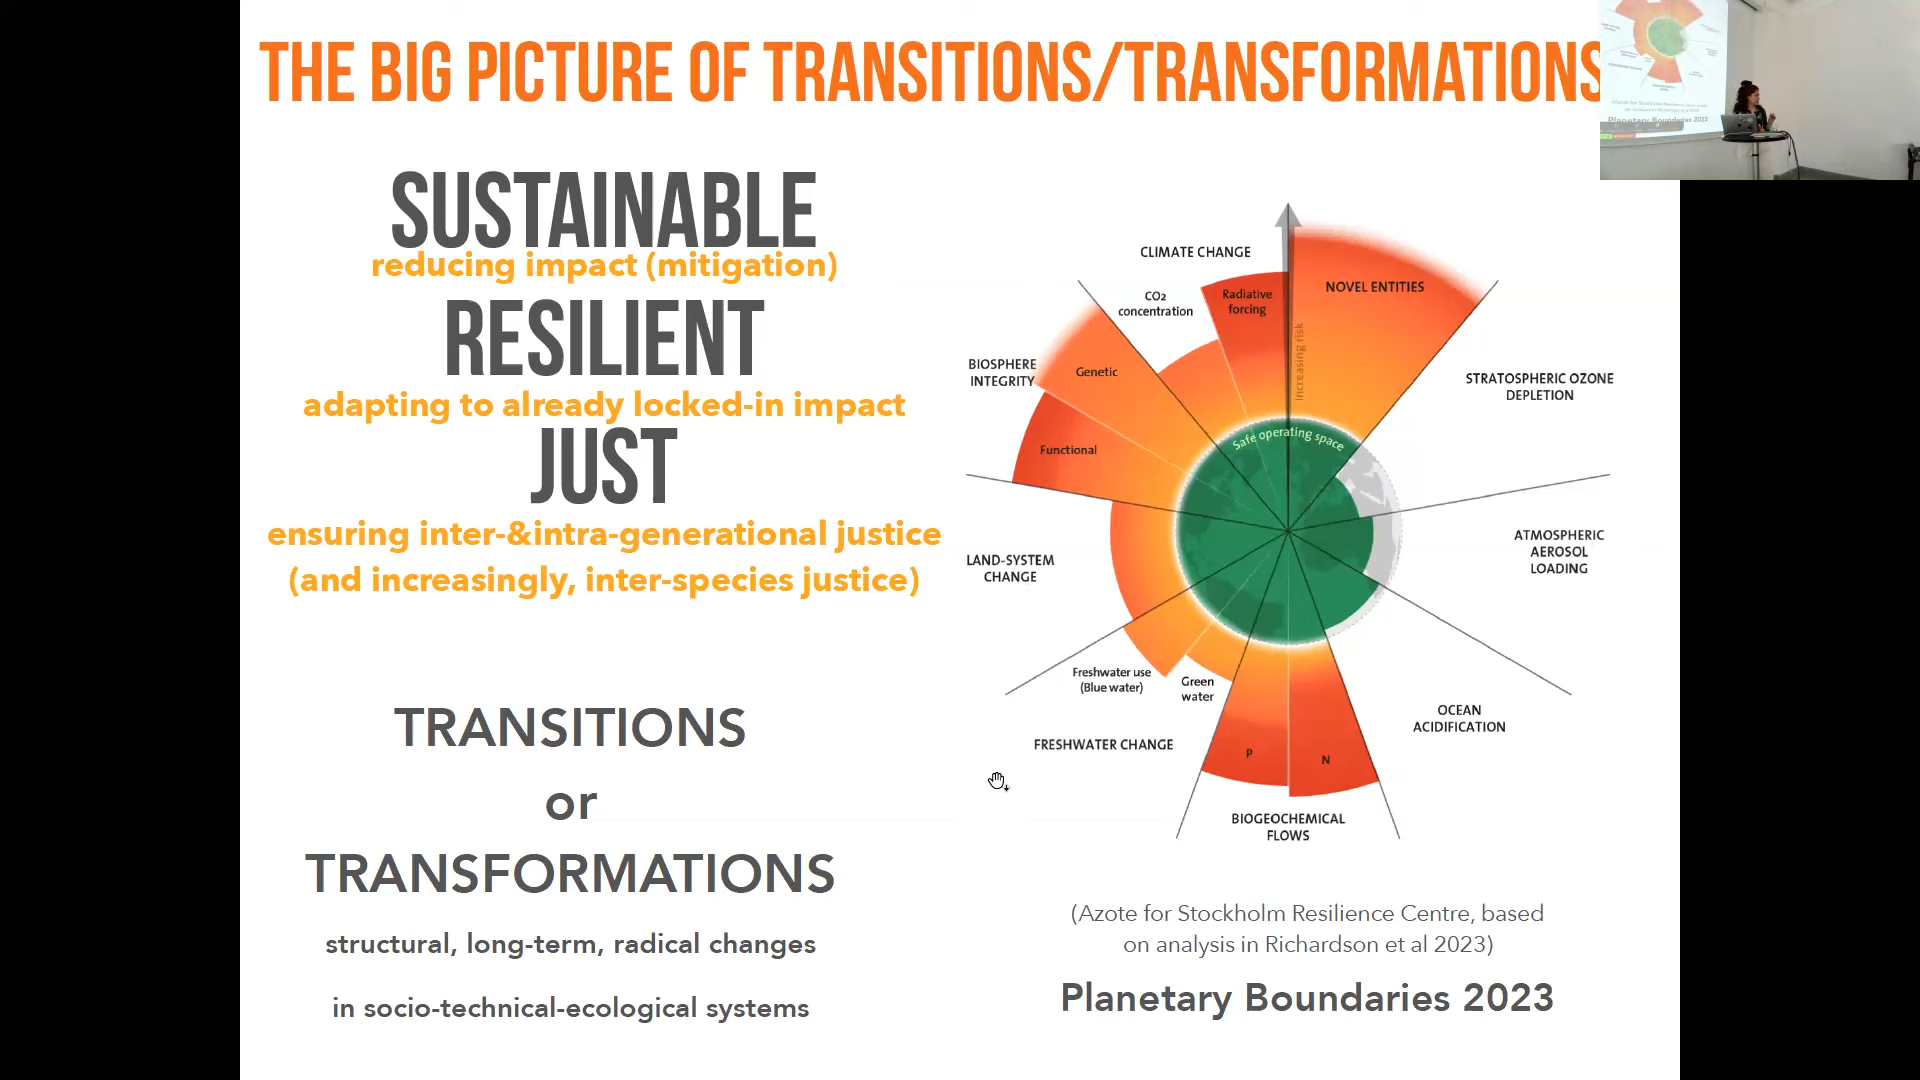 THE BIG PICTURE OF TRANSITIONS/TRANSFORMATIONS
SUSTAINABLE
reducing impact (mitigation)
RESILIENT
adapting to already locked-in impact
JUST
ensuring inter-&intra-generational justice
(and increasingly, inter-species justice)
TRANSITIONS
or
TRANSFORMATIONS
structural, long-term, radical changes
in socio-technical-ecological systems
CLIMATE CHANGE
CO2
concentration
Radiative
forcing
increasing risk
NOVEL ENTITIES
STRATOSPHERIC OZONE
DEPLETION
ATMOSPHERIC
AEROSOL
LOADING
OCEAN
ACIDIFICATION
BIOGEOCHEMICAL
FLOWS
P
N
FRESHWATER CHANGE
Freshwater use
(Blue water)
Green
water
LAND-SYSTEM
CHANGE
BIOSPHERE
INTEGRITY
Genetic
Functional
Safe operating space
(Azote for Stockholm Resilience Centre, based
on analysis in Richardson et al 2023)
Planetary Boundaries 2023
Planetary Boundaries 2023